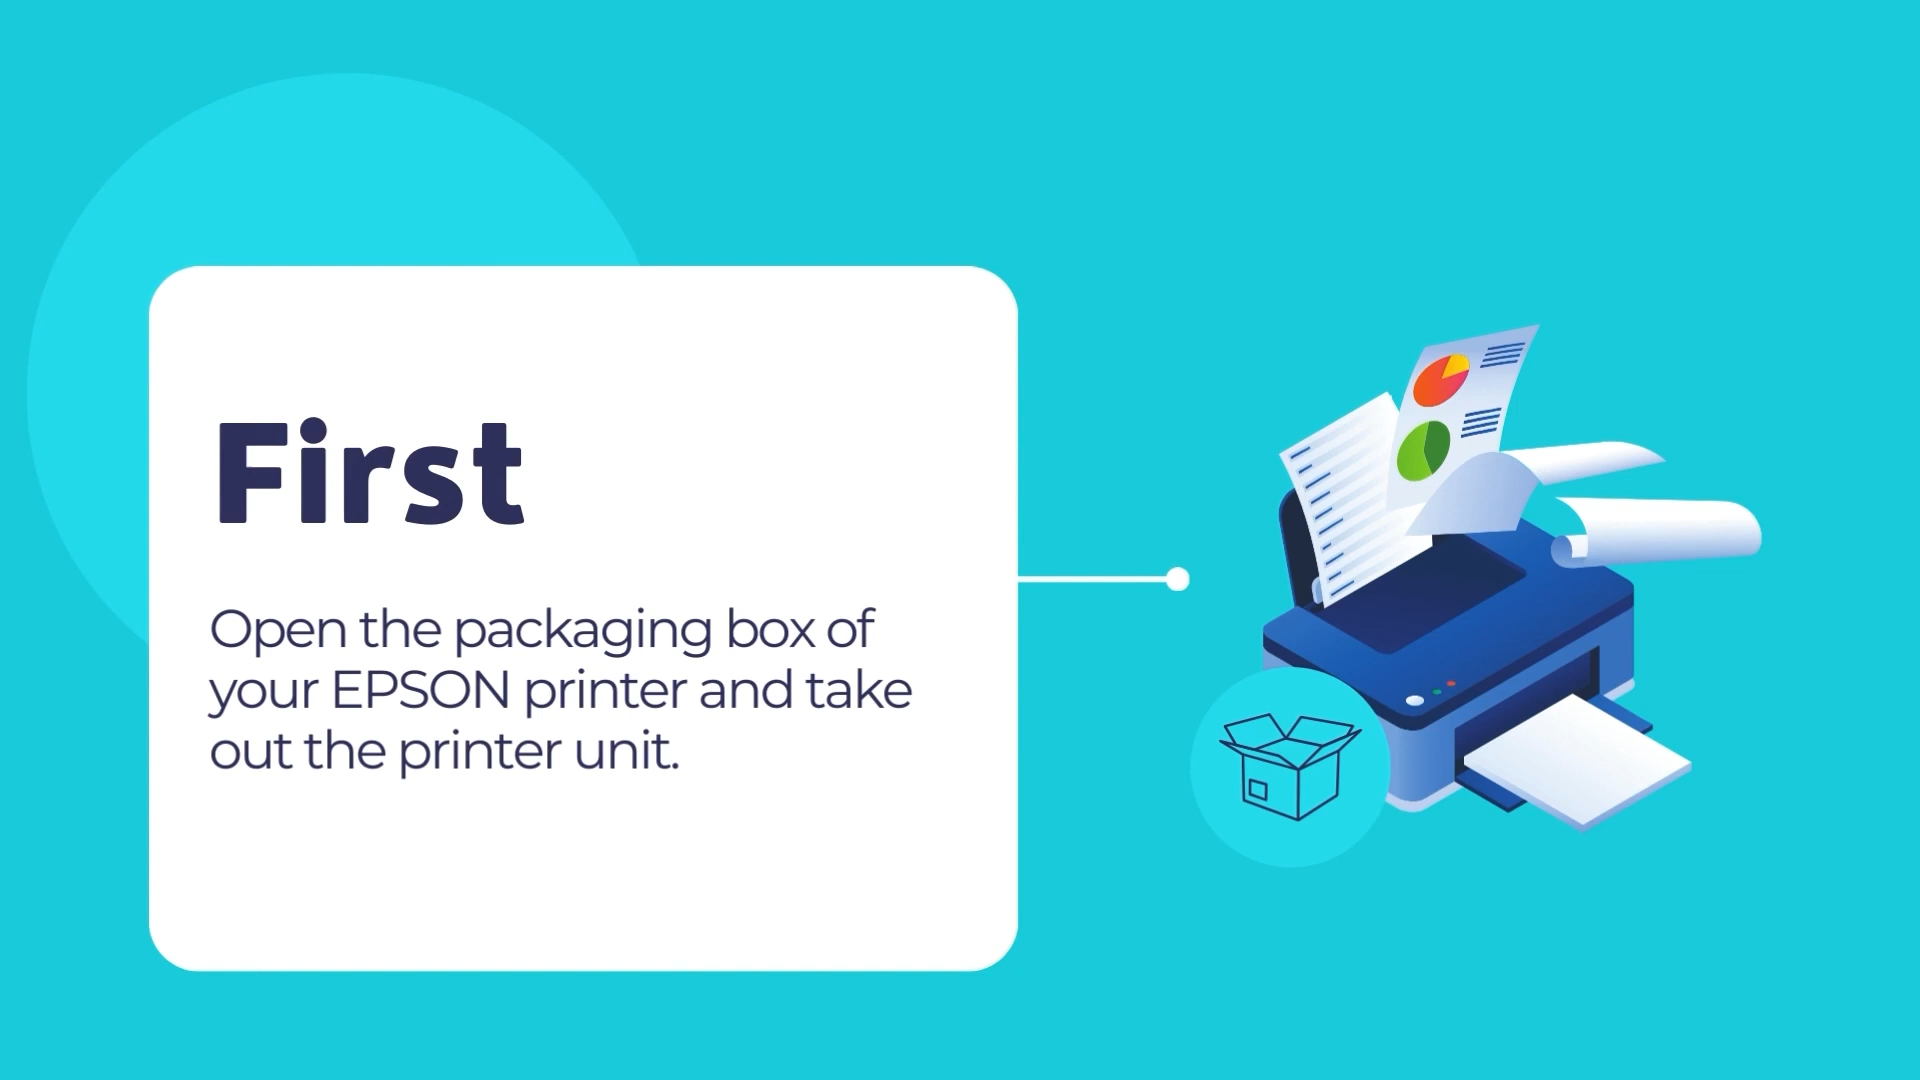 First
Open the packaging box of
your EPSON printer and take
out the printer unit.